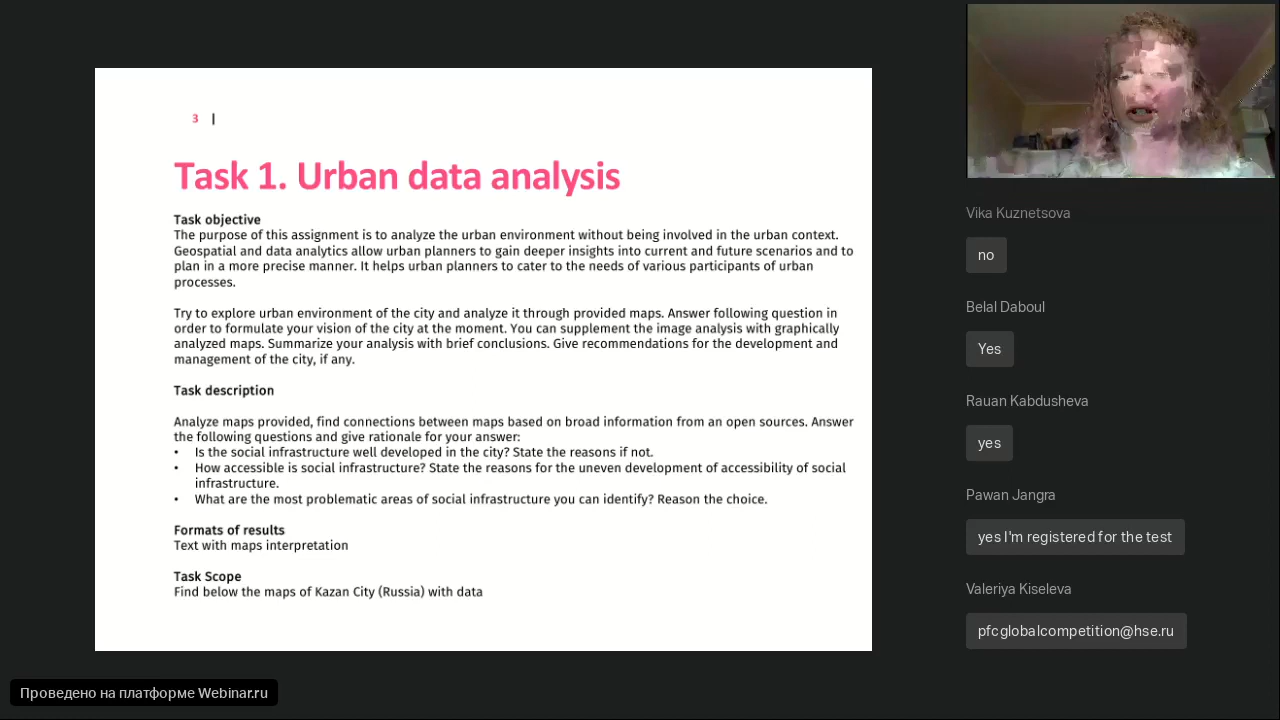 3 |
Task 1. Urban data analysis
Task objective
The purpose of this assignment is to analyze the urban environment without being involved in the urban context.
Geospatial and data analytics allow urban planners to gain deeper insights into current and future scenarios and to
plan in a more precise manner. It helps urban planners to cater to the needs of various participants of urban
processes.
Try to explore urban environment of the city and analyze it through provided maps. Answer following question in
order to formulate your vision of the city at the moment. You can supplement the image analysis with graphically
analyzed maps. Summarize your analysis with brief conclusions. Give recommendations for the development and
management of the city, if any.
Task description
Analyze maps provided, find connections between maps based on broad information from an open sources. Answer
the following questions and give rationale for your answer:
• Is the social infrastructure well developed in the city? State the reasons if not.
• How accessible is social infrastructure? State the reasons for the uneven development of accessibility of social
infrastructure.
• What are the most problematic areas of social infrastructure you can identify? Reason the choice.
Formats of results
Text with maps interpretation
Task Scope
Find below the maps of Kazan City (Russia) with data
Vika Kuznetsova
no
Belal Daboul
Yes
Rauan Kabdusheva
yes
Pawan Jangra
yes I'm registered for the test
Valeriya Kiseleva
pfcglobalcompetition@hse.ru
Проведено на платформе Webinar.ru